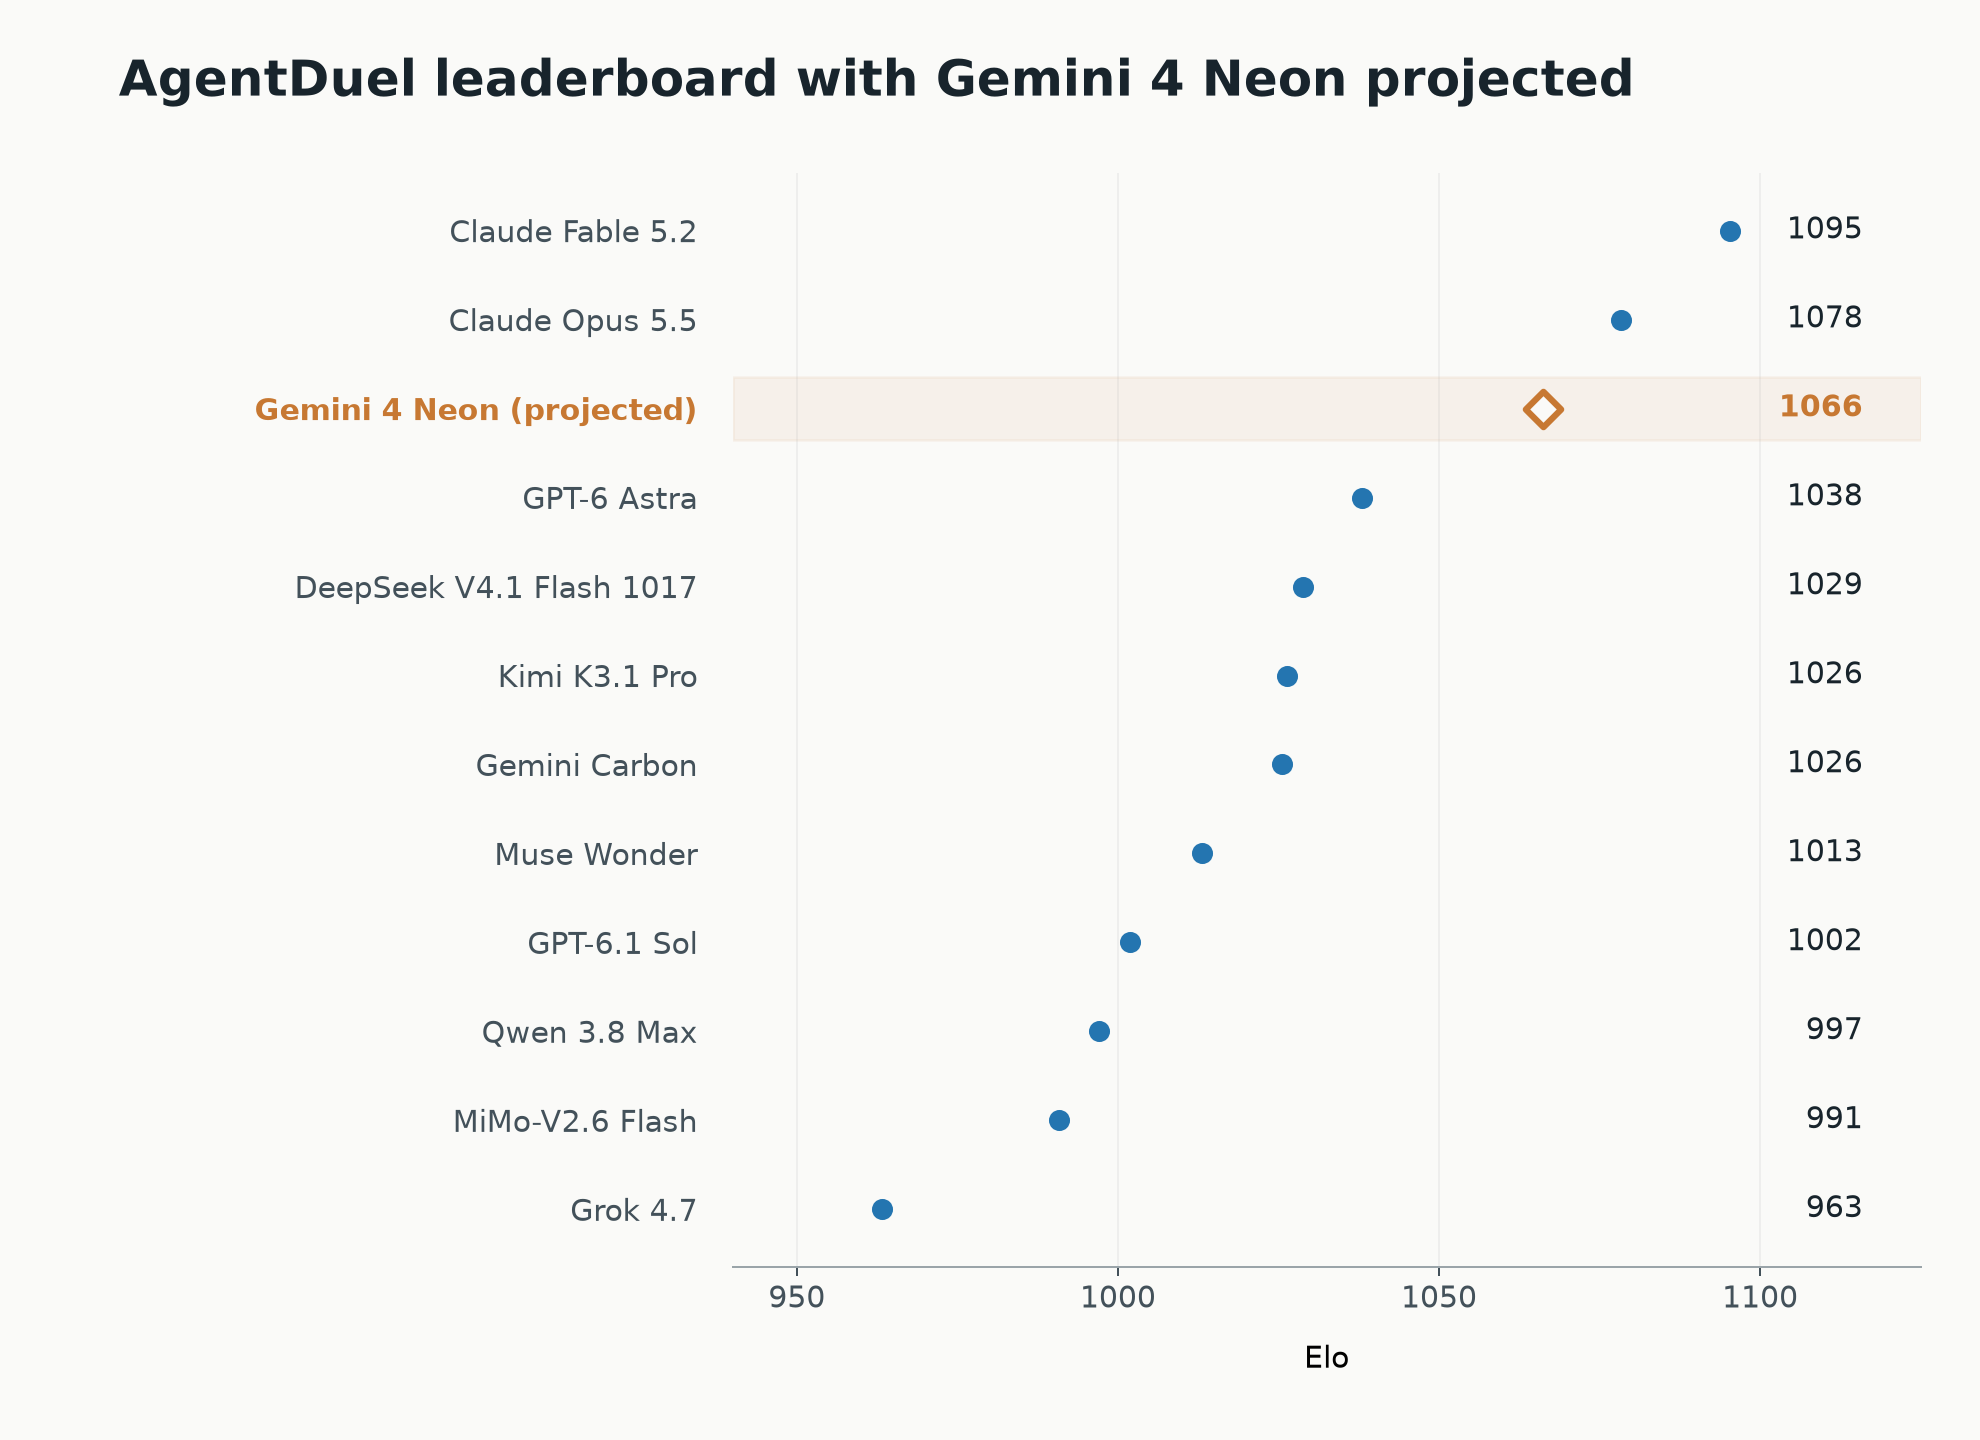 AgentDuel leaderboard with Gemini 4 Neon projected
Claude Fable 5.2 1095
Claude Opus 5.5 1078
Gemini 4 Neon (projected) 1066
GPT-6 Astra 1038
DeepSeek V4.1 Flash 1017 1029
Kimi K3.1 Pro 1026
Gemini Carbon 1026
Muse Wonder 1013
GPT-6.1 Sol 1002
Qwen 3.8 Max 997
MiMo-V2.6 Flash 991
Grok 4.7 963
950 1000 1050 1100
Elo